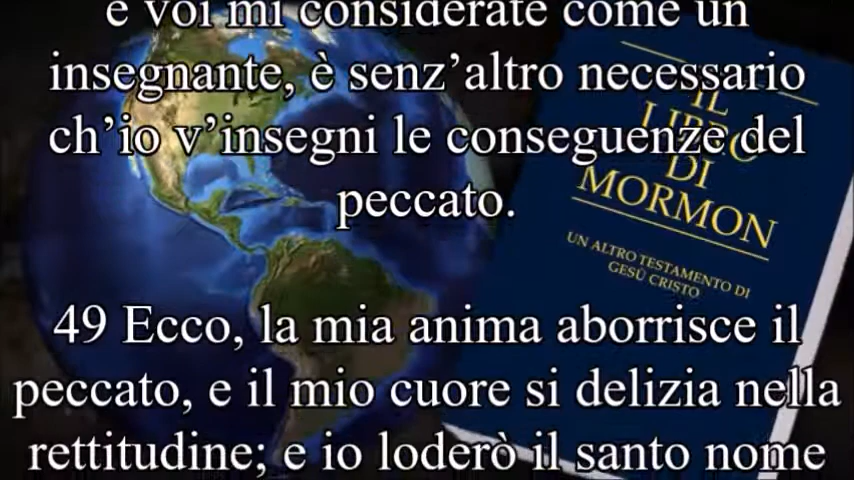 e voi mi considerate come un
insegnante, è senz’altro necessario
ch’io v’insegni le conseguenze del
peccato.
49 Ecco, la mia anima aborrisce il
peccato, e il mio cuore si delizia nella
rettitudine; e io loderò il santo nome
IL
LIBRO
DI
MORMON
UN ALTRO TESTAMENTO DI
GESÙ CRISTO